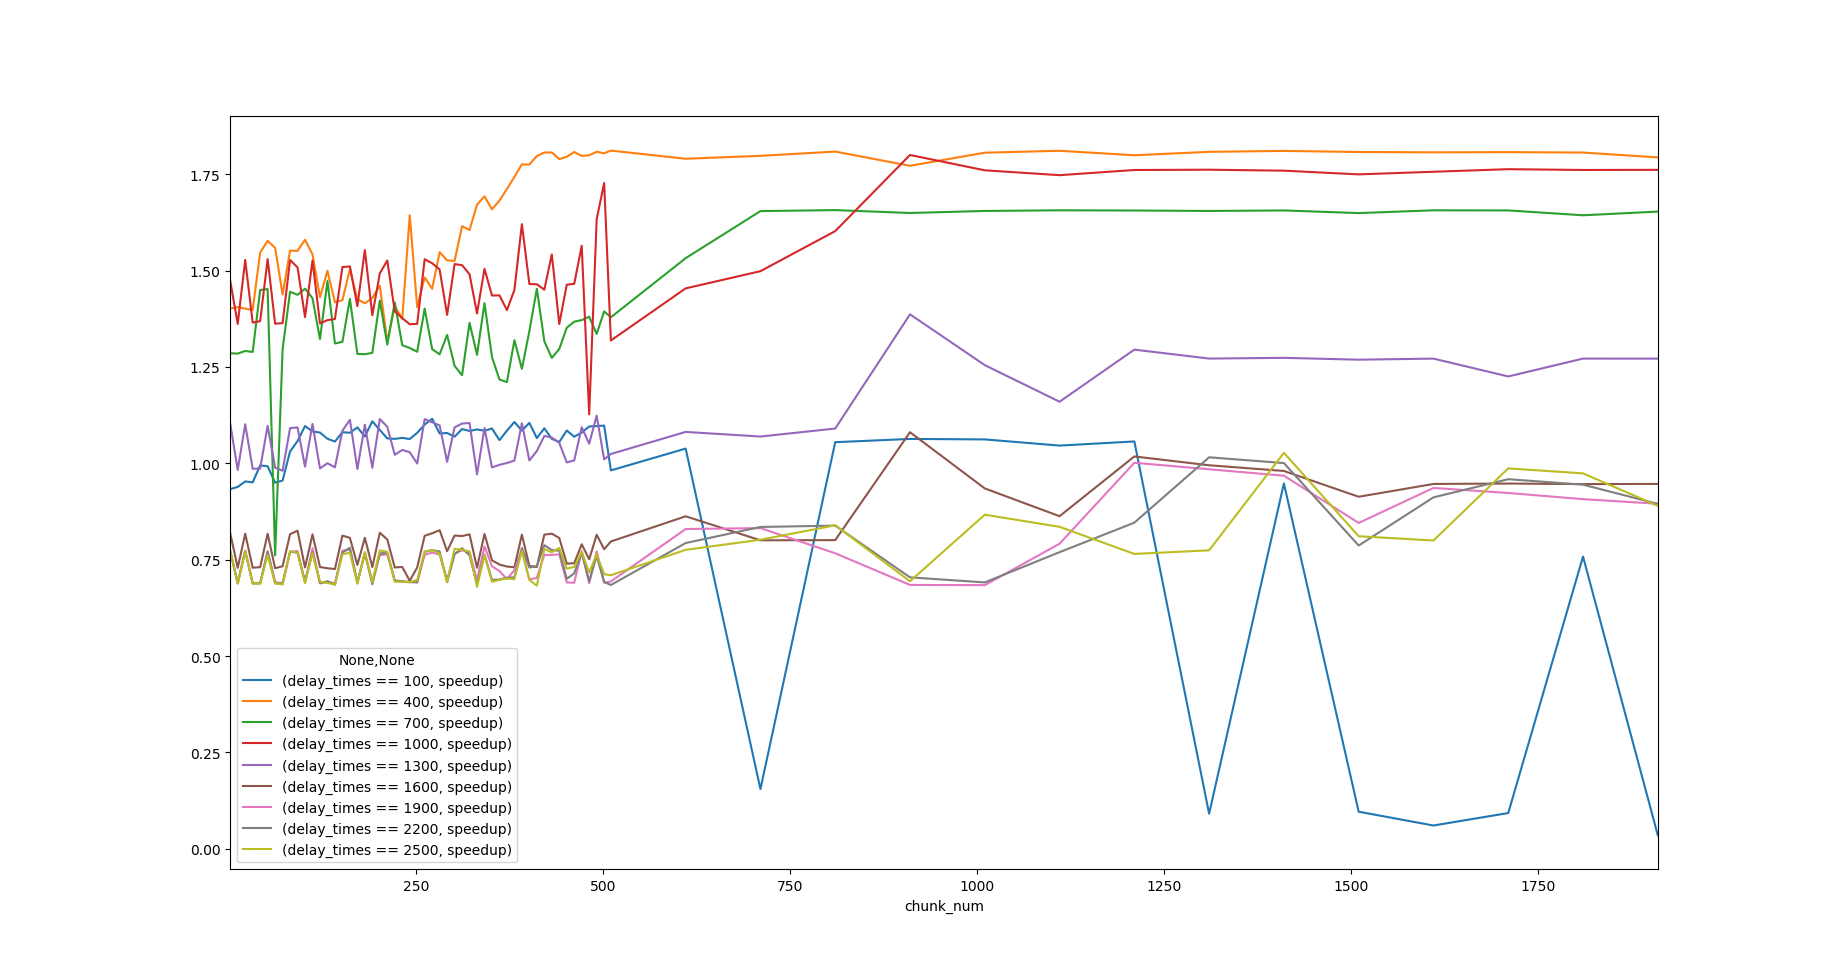 1.75
1.50
1.25
1.00
0.75
0.50
0.25
0.00
None,None
(delay_times == 100, speedup)
(delay_times == 400, speedup)
(delay_times == 700, speedup)
(delay_times == 1000, speedup)
(delay_times == 1300, speedup)
(delay_times == 1600, speedup)
(delay_times == 1900, speedup)
(delay_times == 2200, speedup)
(delay_times == 2500, speedup)
250 500 750 1000 1250 1500 1750
chunk_num